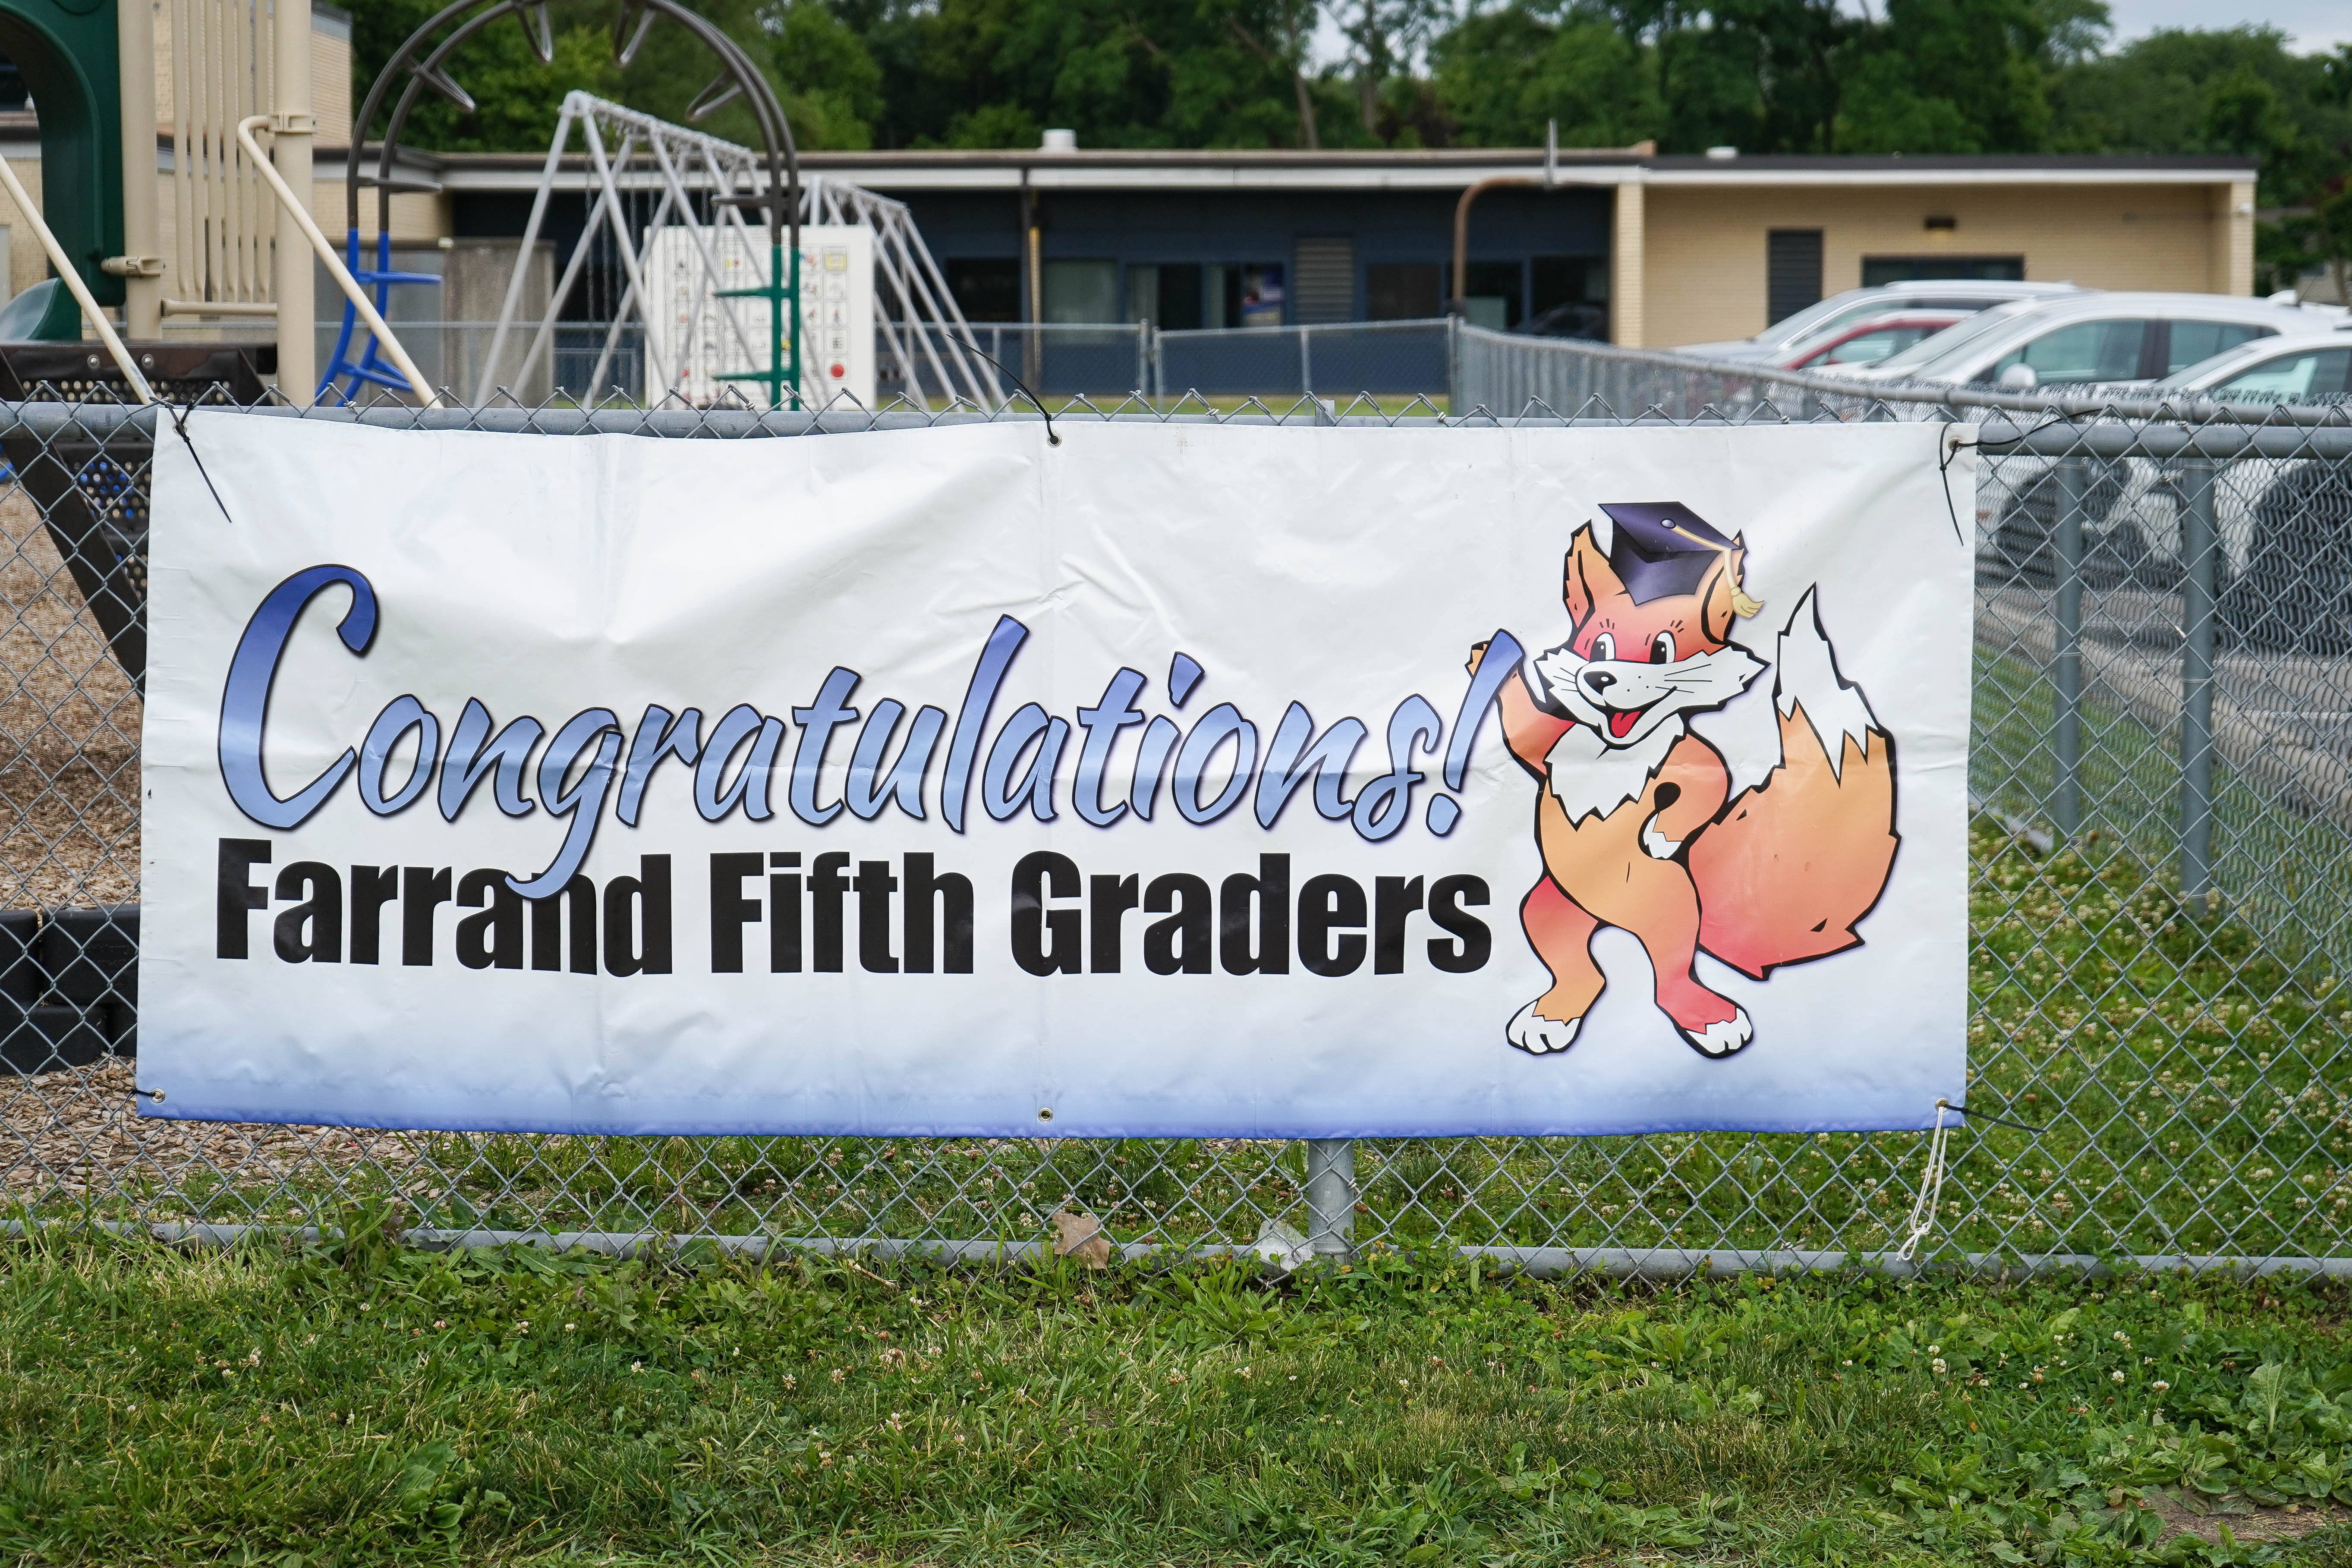 Congratulations!
Farrand Fifth Graders